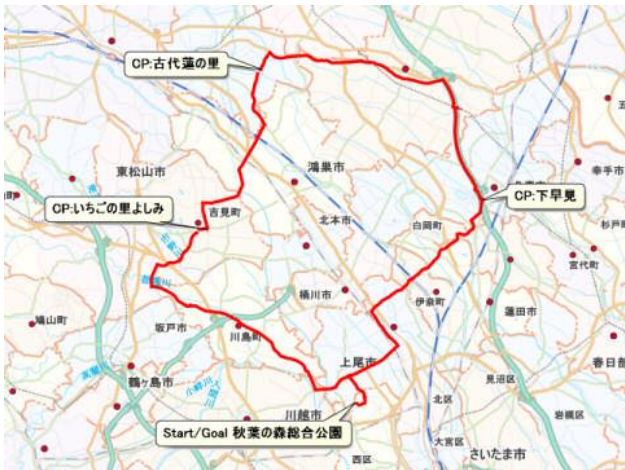 CP:古代蓮の里
東松山市
鴻巣市
幸手市
CP:いちごの里よしみ
吉見町
CP:下早見
北本市
白岡町
杉戸町
宮代町
桶川市
伊奈町
蓮田市
鳩山町
坂戸市
川島町
上尾市
見沼区
春日部
鶴ヶ島市
川越市
北区
岩槻区
Start/Goal 秋葉の森総合公園
西区
大宮区
さいたま市